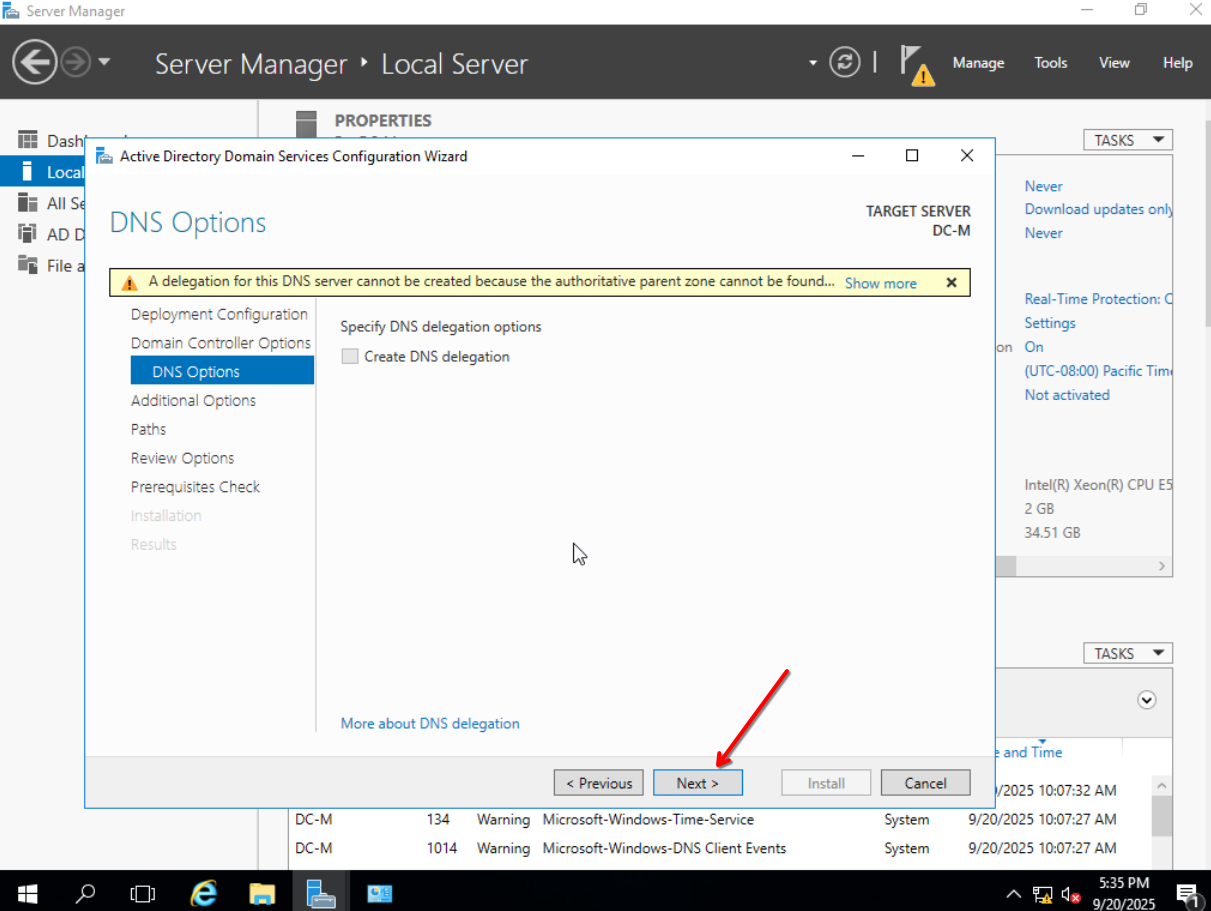 Server Manager
Server Manager • Local Server
Manage Tools View Help
PROPERTIES
TASKS
Local
All Se
AD D
File a
Active Directory Domain Services Configuration Wizard
DNS Options
TARGET SERVER
DC-M
A delegation for this DNS server cannot be created because the authoritative parent zone cannot be found... Show more
Deployment Configuration
Domain Controller Options
DNS Options
Additional Options
Paths
Review Options
Prerequisites Check
Installation
Results
Specify DNS delegation options
Create DNS delegation
More about DNS delegation
< Previous Next > Install Cancel
Never
Download updates only
Never
Real-Time Protection: C
Settings
on On
(UTC-08:00) Pacific Time
Not activated
Intel(R) Xeon(R) CPU E5
2 GB
34.51 GB
TASKS
e and Time
/2025 10:07:32 AM
DC-M 134 Warning Microsoft-Windows-Time-Service System 9/20/2025 10:07:27 AM
DC-M 1014 Warning Microsoft-Windows-DNS Client Events System 9/20/2025 10:07:27 AM
5:35 PM
9/20/2025
1